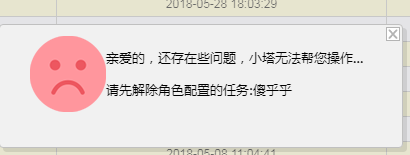 2018-05-28 18:03:29
亲爱的，还存在些问题，小塔无法帮您操作...
请先解除角色配置的任务:傻乎乎
2018-05-08 11:04:41